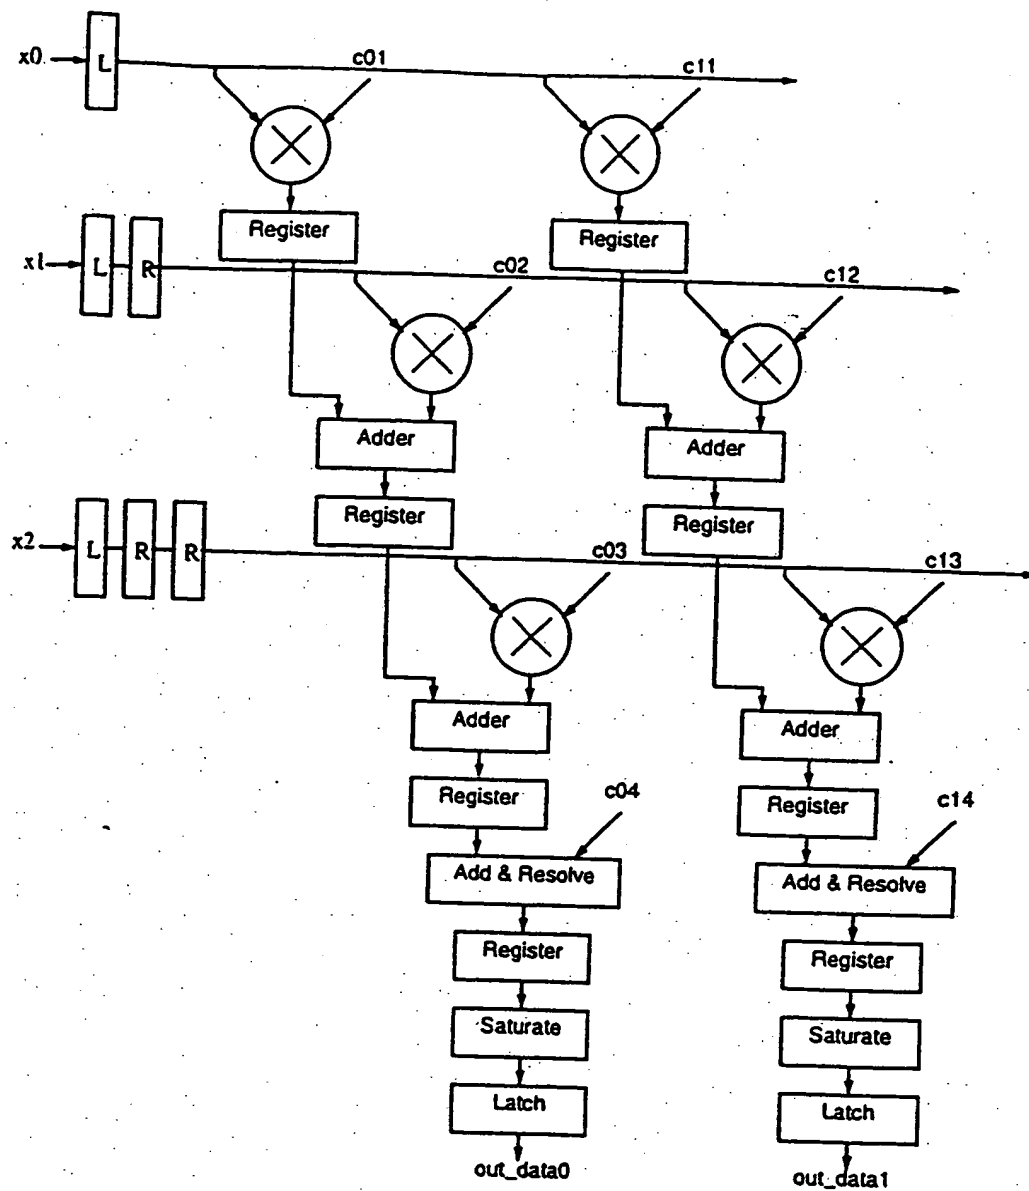 x0
L
c01
c11
Register
Register
x1
L
R
c02
c12
Adder
Adder
Register
Register
x2
L
R
R
c03
c13
Adder
Adder
Register
Register
c04
c14
Add & Resolve
Add & Resolve
Register
Register
Saturate
Saturate
Latch
Latch
out_data0
out_data1